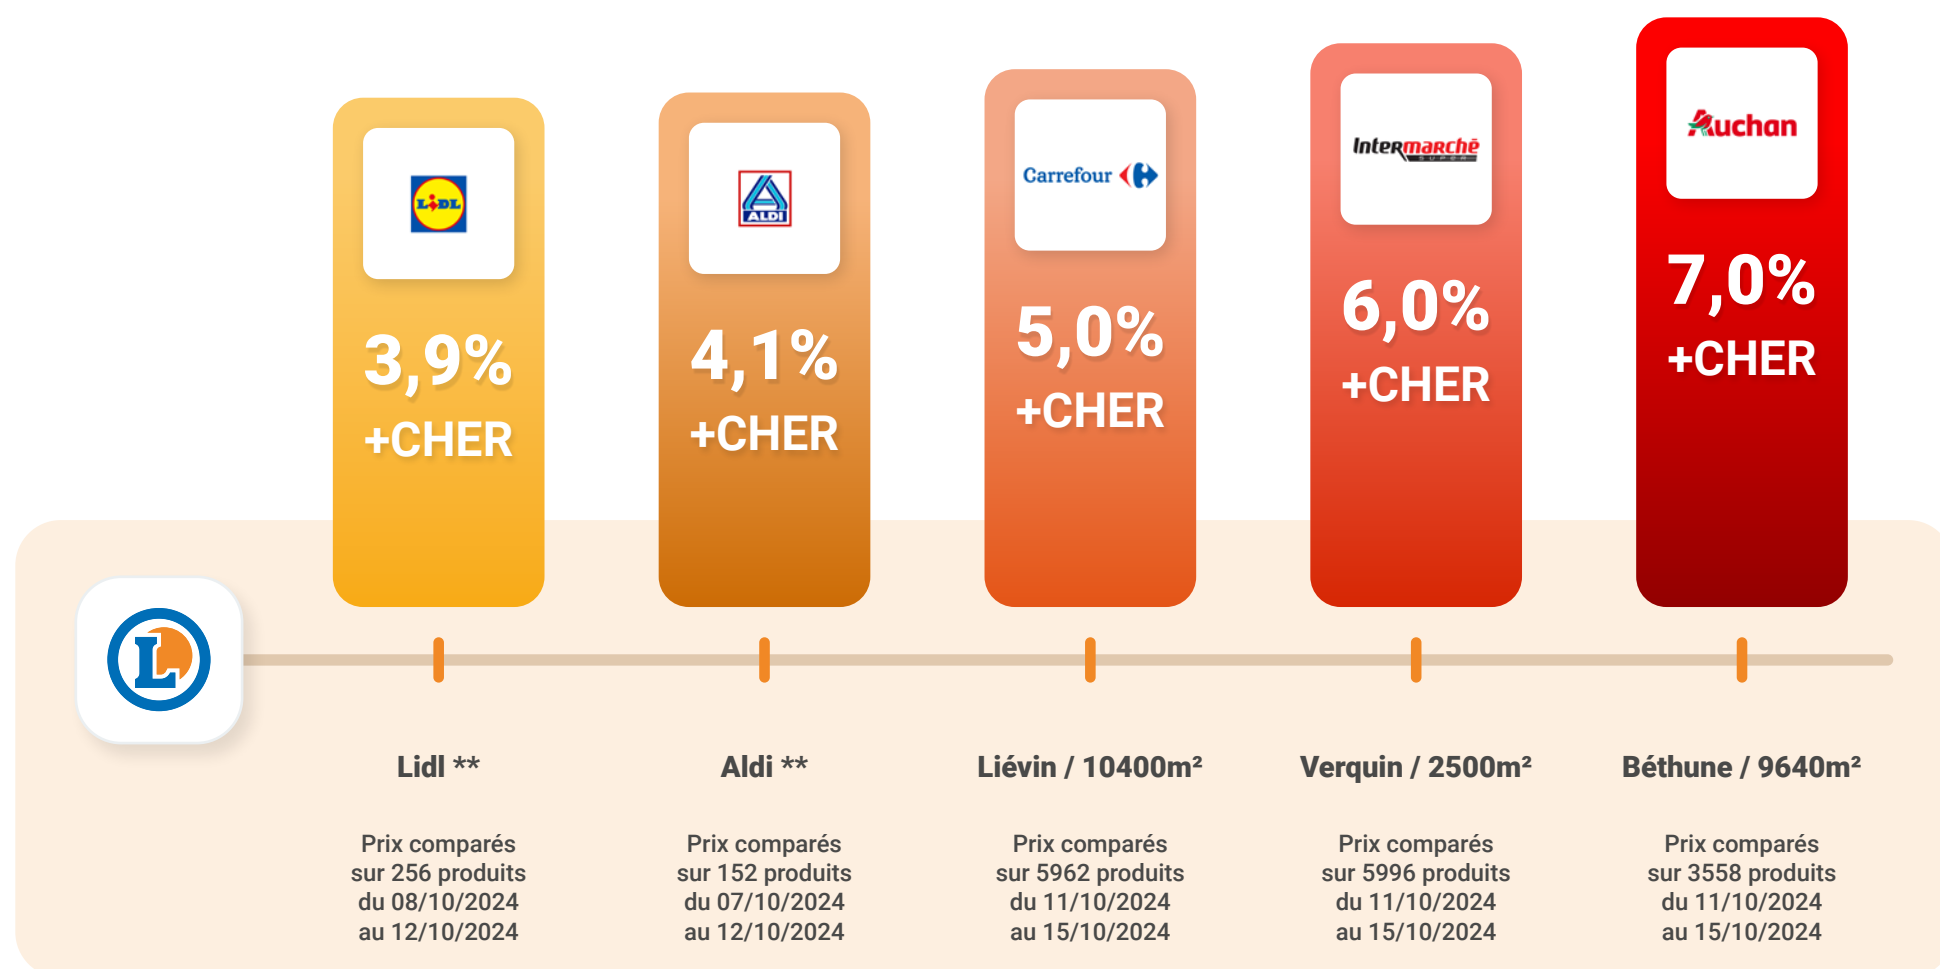 LIDL
3,9%
+CHER
ALDI
4,1%
+CHER
Carrefour
5,0%
+CHER
Intermarchē
SUPER
6,0%
+CHER
Auchan
7,0%
+CHER
L
Lidl **
Prix comparés
sur 256 produits
du 08/10/2024
au 12/10/2024
Aldi **
Prix comparés
sur 152 produits
du 07/10/2024
au 12/10/2024
Liévin / 10400m²
Prix comparés
sur 5962 produits
du 11/10/2024
au 15/10/2024
Verquin / 2500m²
Prix comparés
sur 5996 produits
du 11/10/2024
au 15/10/2024
Béthune / 9640m²
Prix comparés
sur 3558 produits
du 11/10/2024
au 15/10/2024